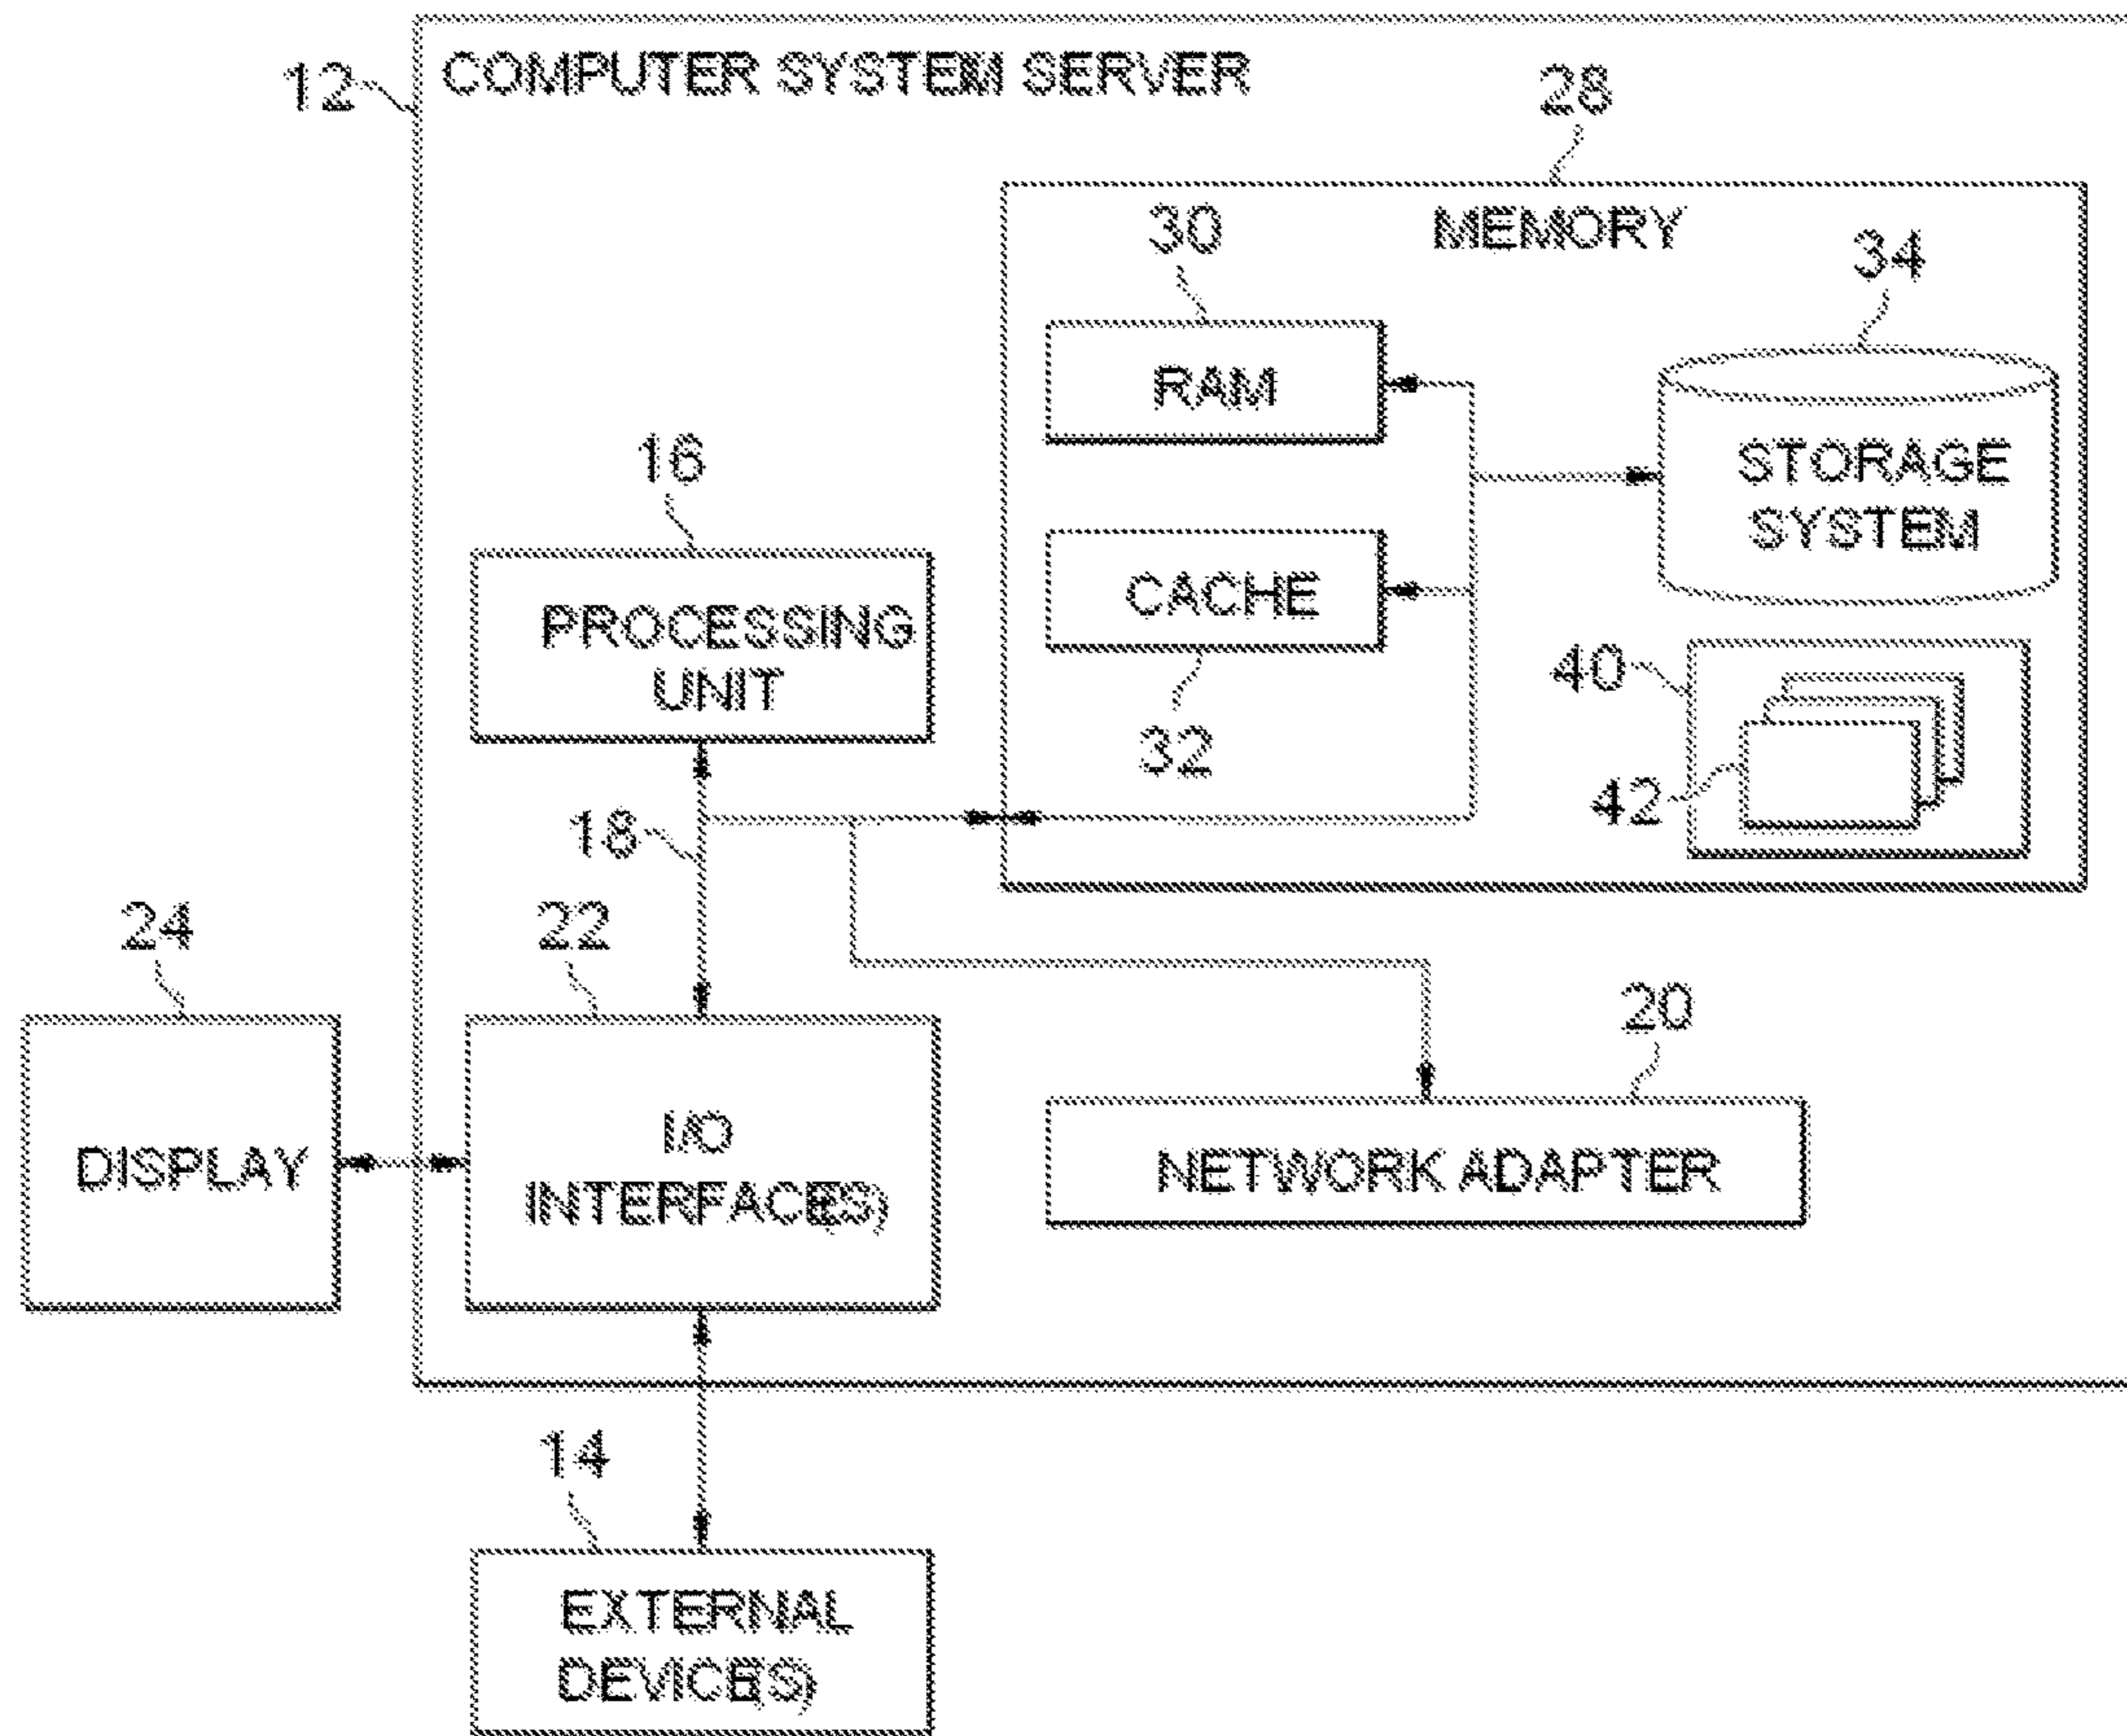 12
COMPUTER SYSTEM SERVER
28
MEMORY
30
34
RAM
STORAGE
SYSTEM
16
PROCESSING
UNIT
CACHE
32
40
42
18
24
22
20
DISPLAY
I/O
INTERFACE(S)
NETWORK ADAPTER
14
EXTERNAL
DEVICE(S)